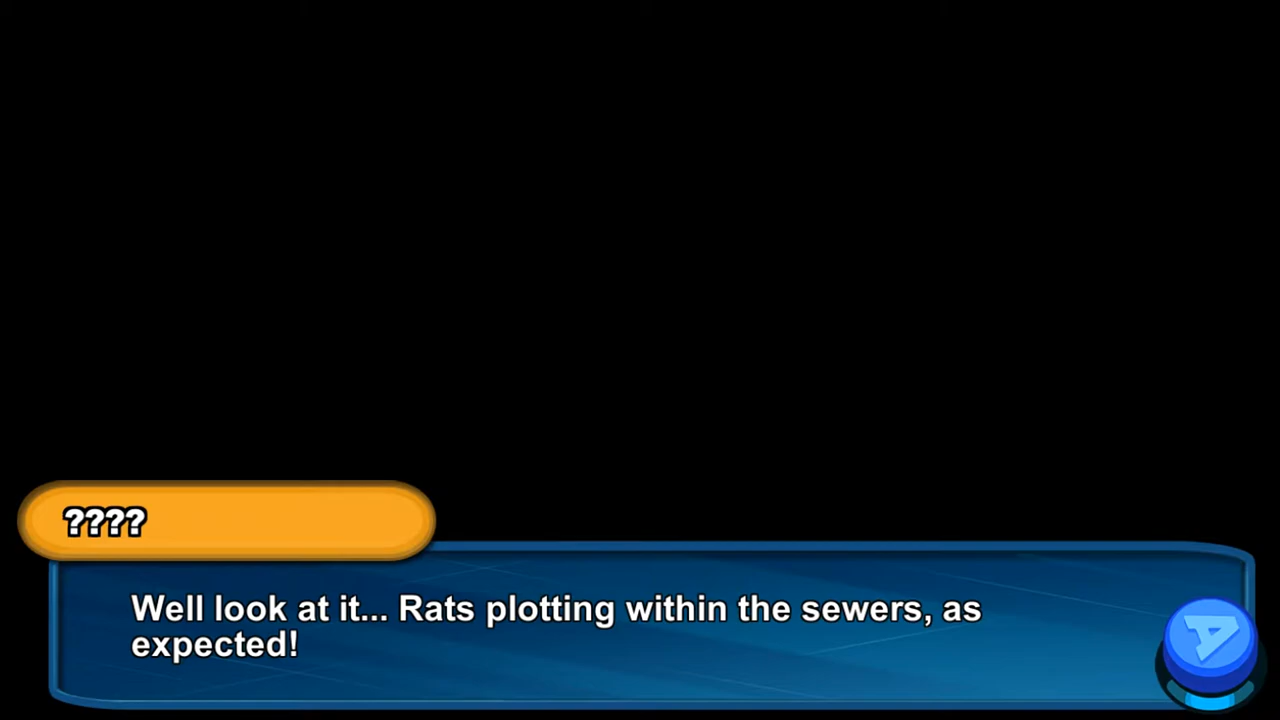 ????
Well look at it... Rats plotting within the sewers, as
expected!
A